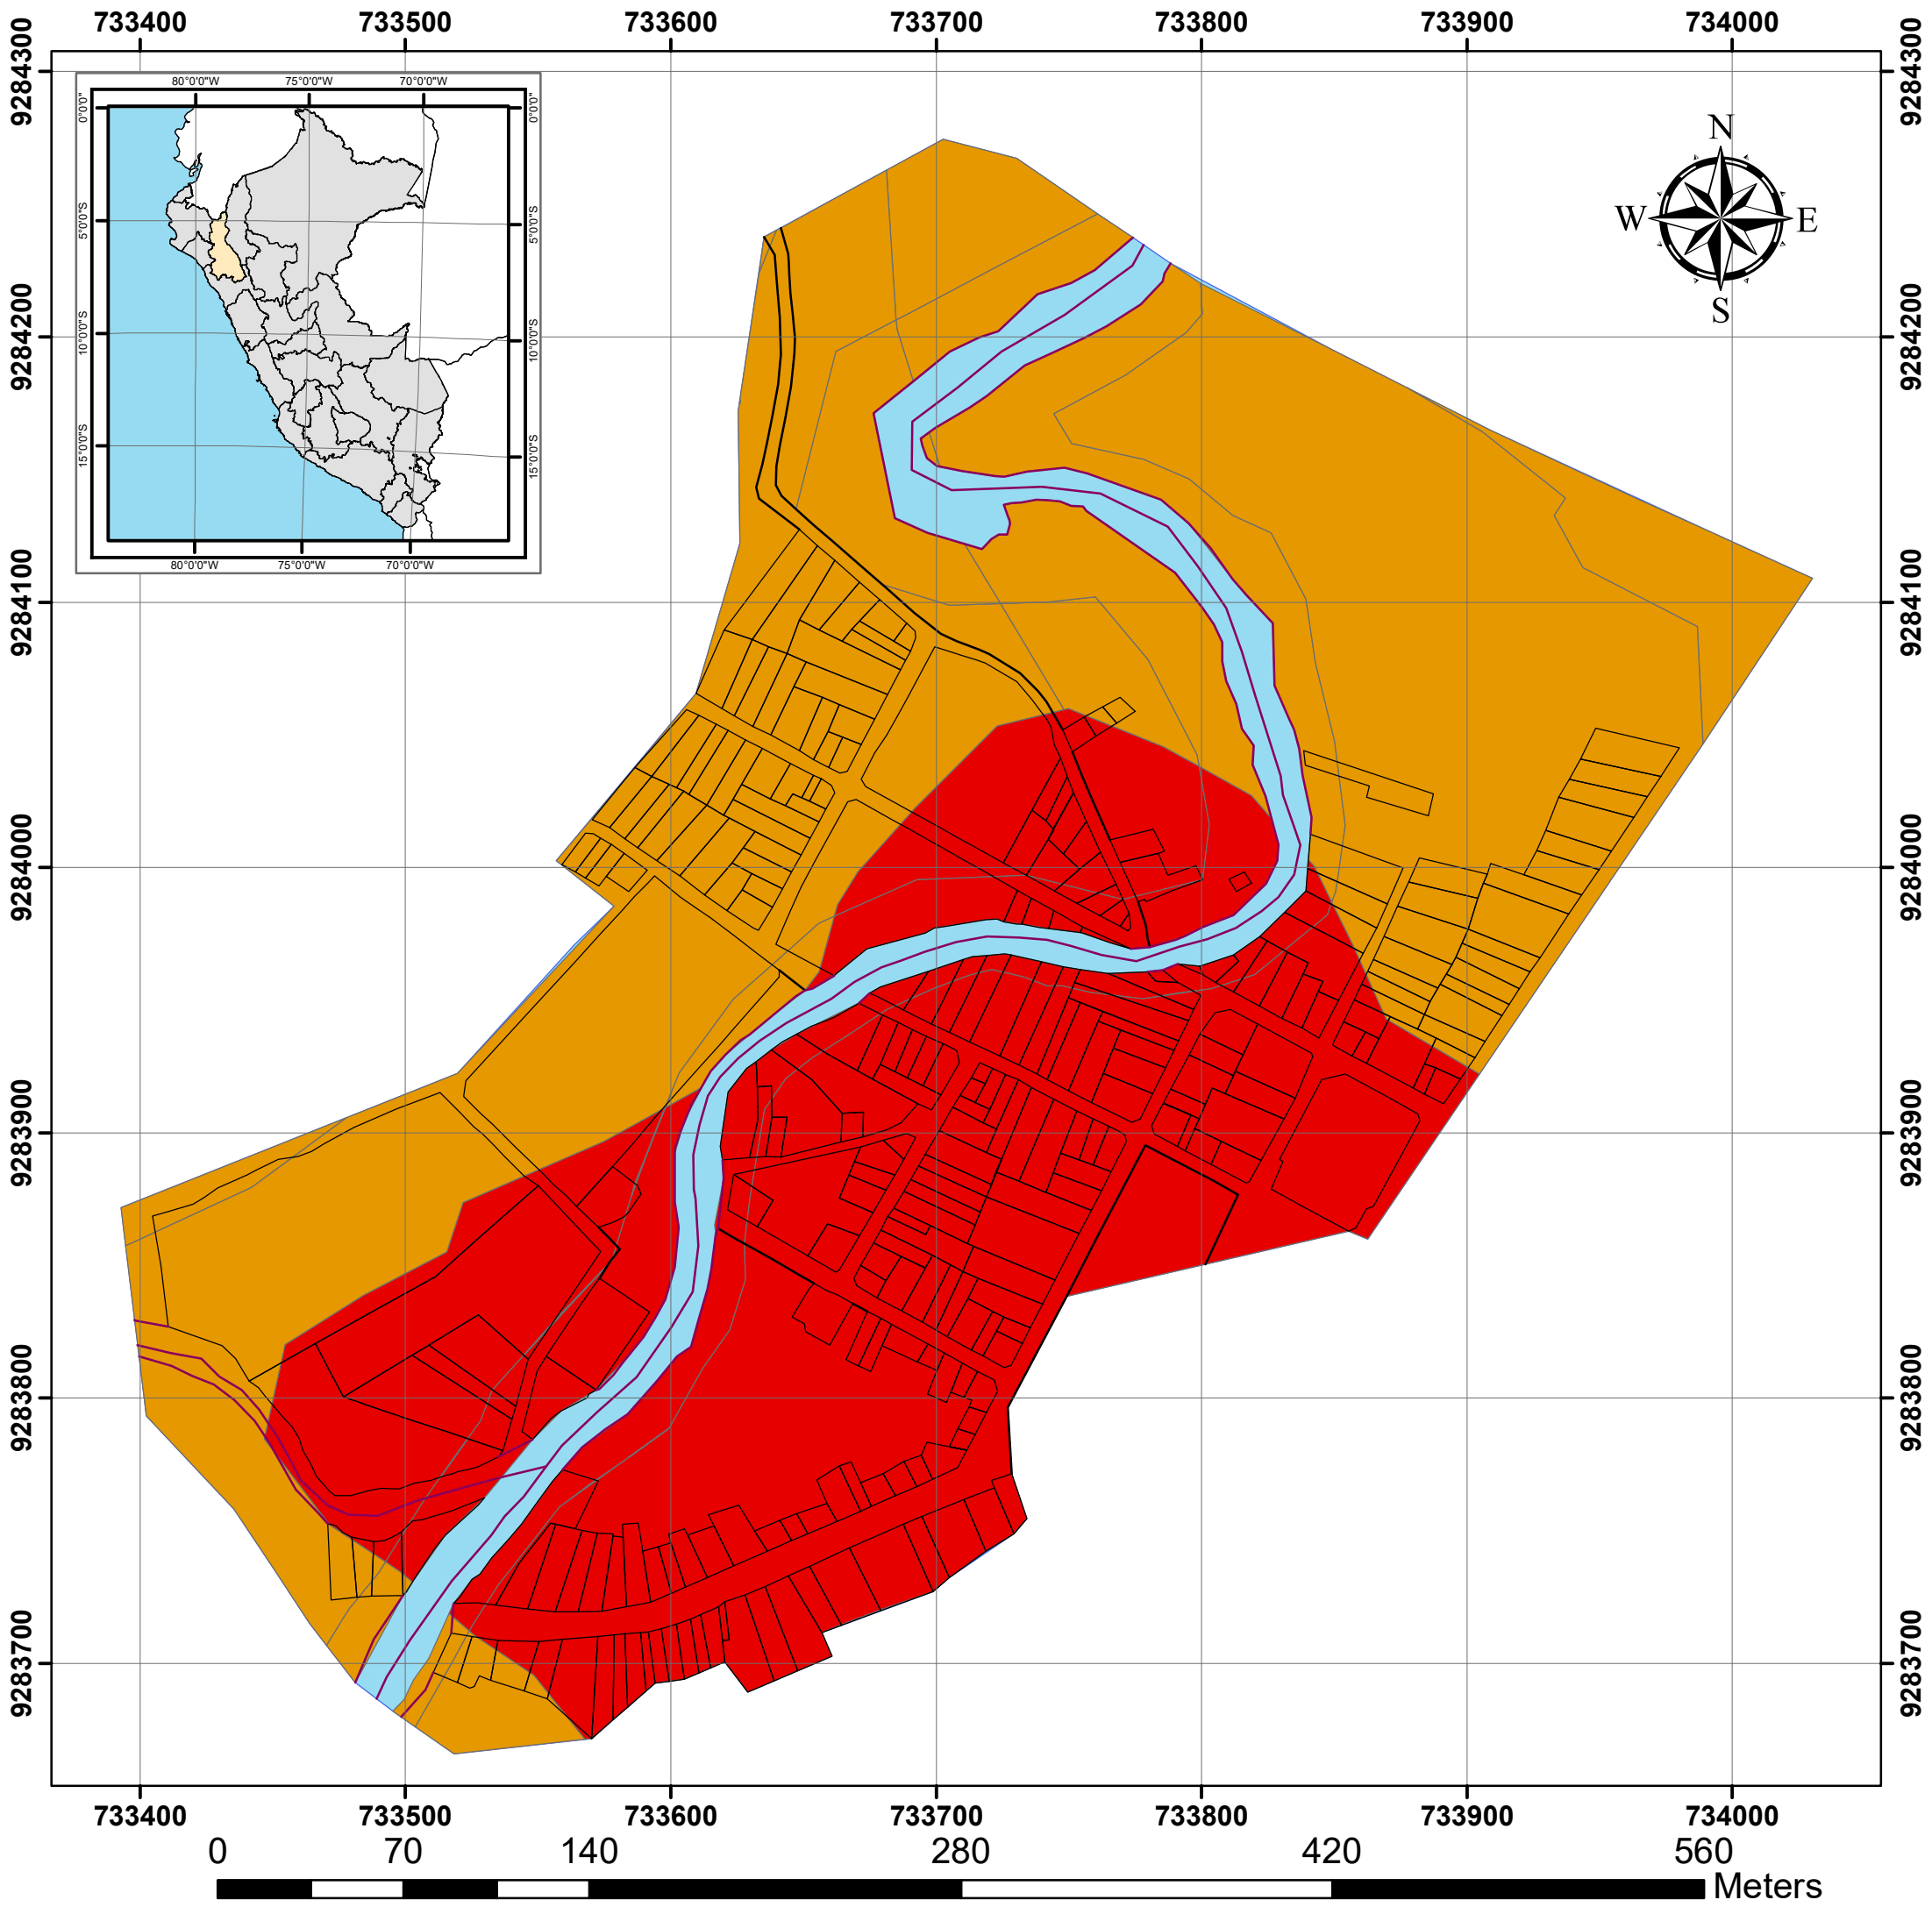 733400 733500 733600 733700 733800 733900 734000
9284300 9284300
80°0'0"W 75°0'0"W 70°0'0"W
0°0'0" 0°0'0"
N
W E
S
5°0'0"S 5°0'0"S
9284200 9284200
10°0'0"S 10°0'0"S
15°0'0"S 15°0'0"S
80°0'0"W 75°0'0"W 70°0'0"W
9284100 9284100
9284000 9284000
9283900 9283900
9283800 9283800
9283700 9283700
733400 733500 733600 733700 733800 733900 734000
0 70 140 280 420 560
Meters